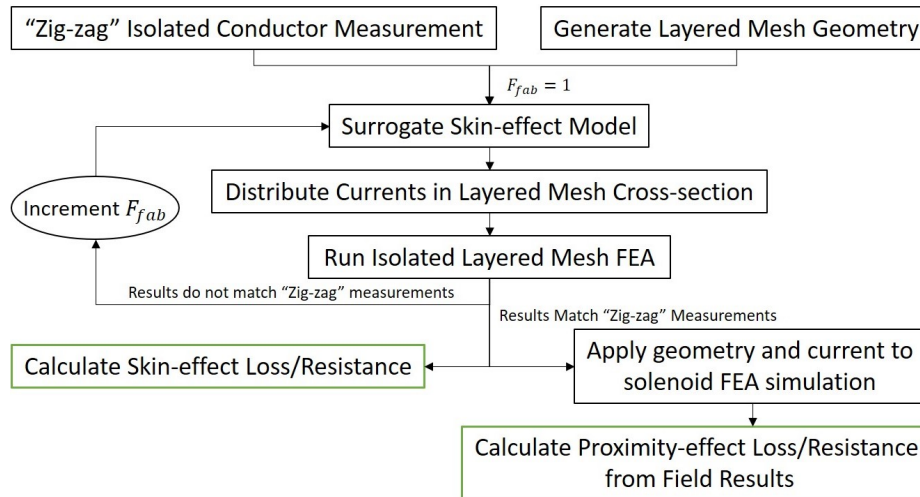 “Zig-zag” Isolated Conductor Measurement
Generate Layered Mesh Geometry
F_fab = 1
Surrogate Skin-effect Model
Distribute Currents in Layered Mesh Cross-section
Increment F_fab
Run Isolated Layered Mesh FEA
Results do not match “Zig-zag” measurements
Results Match “Zig-zag” Measurements
Calculate Skin-effect Loss/Resistance
Apply geometry and current to
solenoid FEA simulation
Calculate Proximity-effect Loss/Resistance
from Field Results